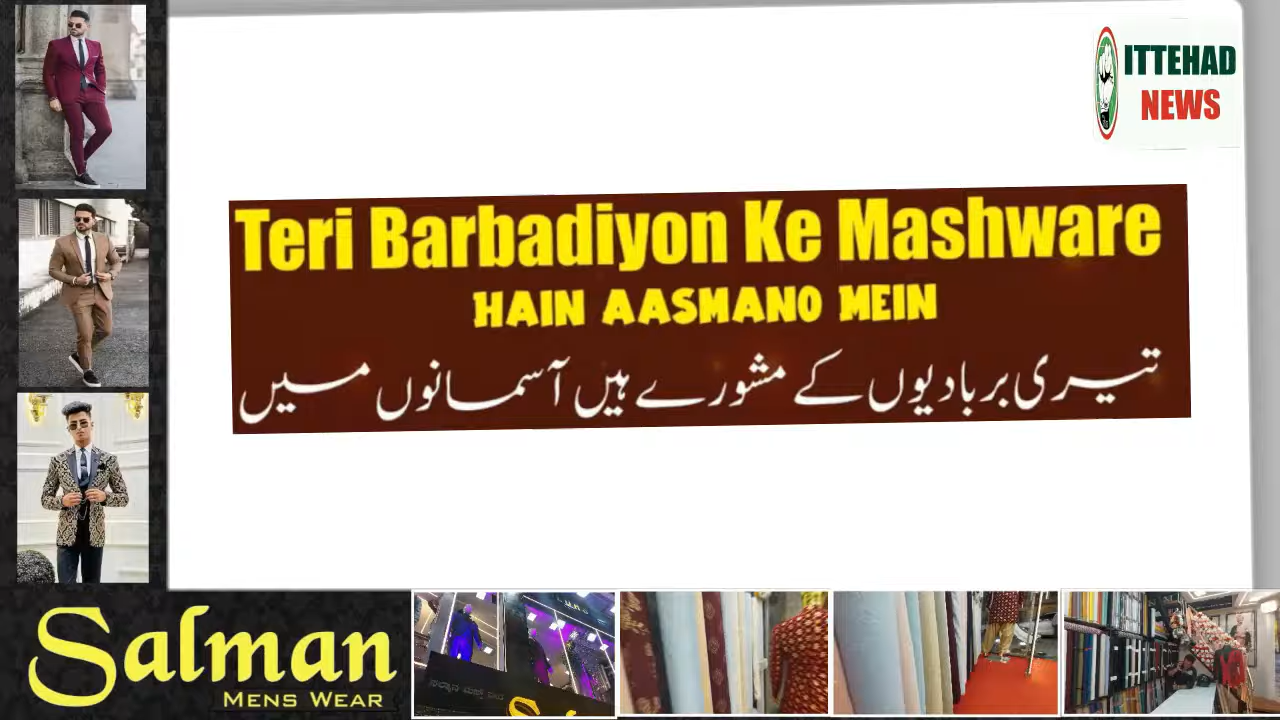 ITTEHAD
NEWS
Teri Barbadiyon Ke Mashware
HAIN AASMANO MEIN
تیری بربادیوں کے مشورے ہیں آسمانوں میں
Salman
MENS WEAR